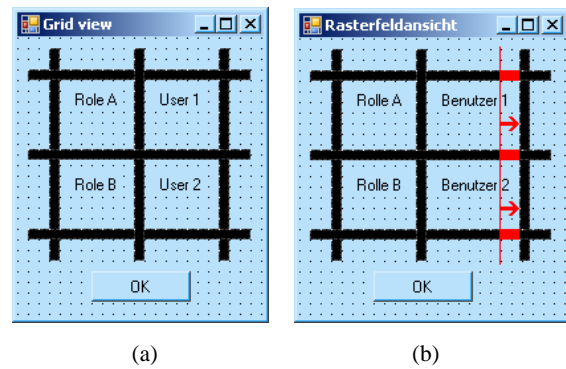 Grid view
Role A User 1
Role B User 2
OK
(a)
Rasterfeldansicht
Rolle A Benutzer 1
Rolle B Benutzer 2
OK
(b)